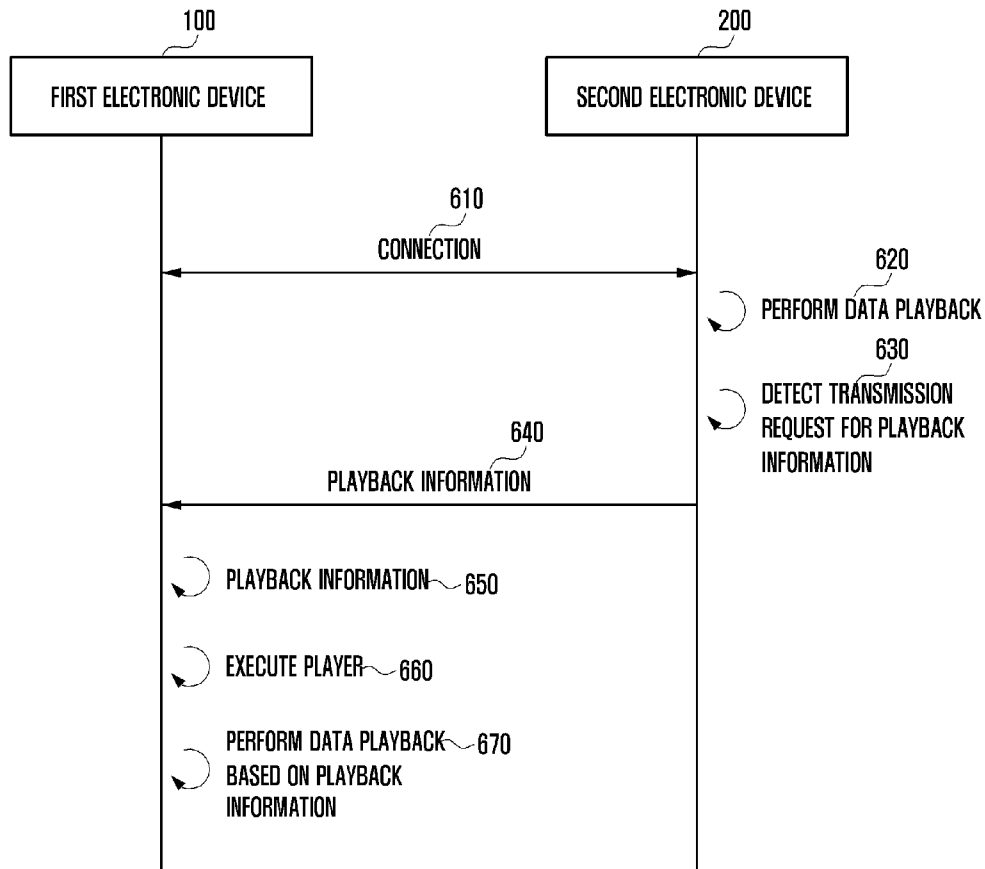 100
200
FIRST ELECTRONIC DEVICE
SECOND ELECTRONIC DEVICE
610
CONNECTION
620
PERFORM DATA PLAYBACK
630
DETECT TRANSMISSION
REQUEST FOR PLAYBACK
INFORMATION
640
PLAYBACK INFORMATION
PLAYBACK INFORMATION 650
EXECUTE PLAYER 660
PERFORM DATA PLAYBACK 670
BASED ON PLAYBACK
INFORMATION